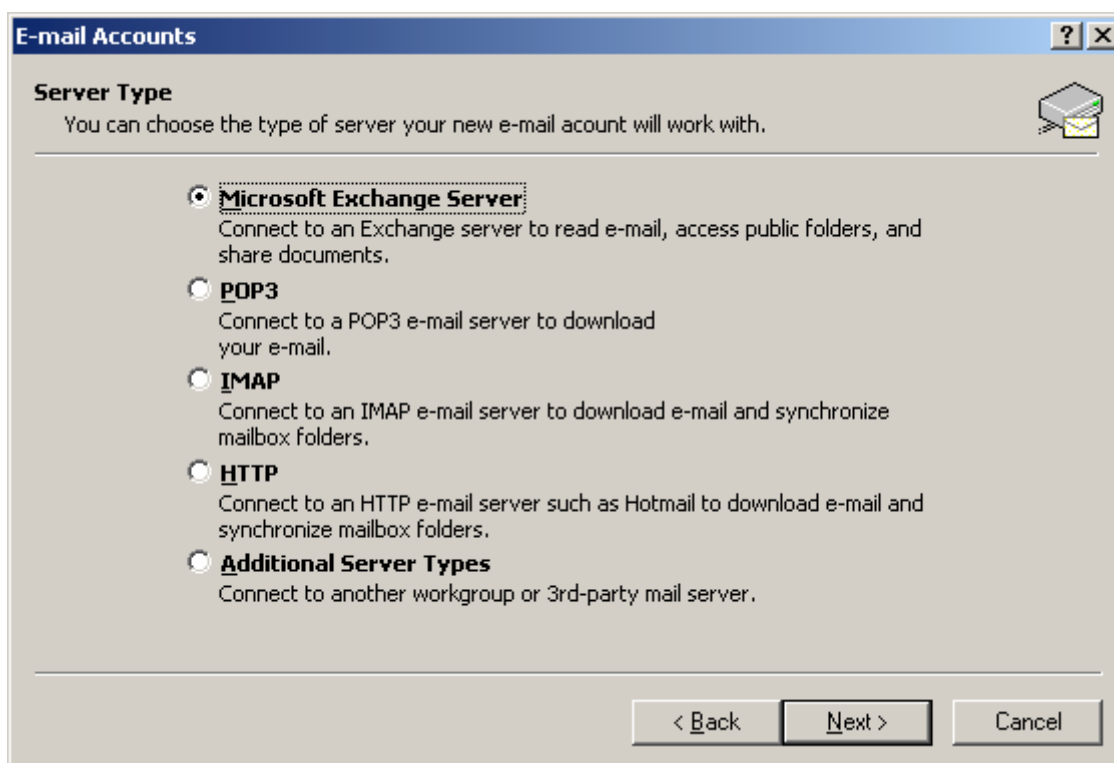 E-mail Accounts
Server Type
You can choose the type of server your new e-mail acount will work with.
Microsoft Exchange Server
Connect to an Exchange server to read e-mail, access public folders, and
share documents.
POP3
Connect to a POP3 e-mail server to download
your e-mail.
IMAP
Connect to an IMAP e-mail server to download e-mail and synchronize
mailbox folders.
HTTP
Connect to an HTTP e-mail server such as Hotmail to download e-mail and
synchronize mailbox folders.
Additional Server Types
Connect to another workgroup or 3rd-party mail server.
< Back Next > Cancel